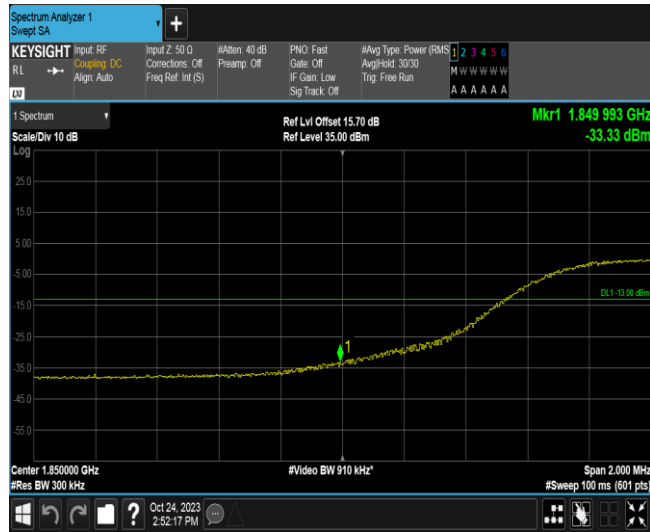 Spectrum Analyzer 1
Swept SA
KEYSIGHT
RL
LXI
Input: RF
Coupling: DC
Align: Auto
Input Z: 50 Ω
Corrections: Off
Freq Ref: Int (S)
#Atten: 40 dB
Preamp: Off
PNO: Fast
Gate: Off
IF Gain: Low
Sig Track: Off
#Avg Type: Power (RMS
Avg|Hold: 30/30
Trig: Free Run
1 2 3 4 5 6
M W W W W W
A A A A A A
1 Spectrum
Scale/Div 10 dB
Ref Lvl Offset 15.70 dB
Ref Level 35.00 dBm
Mkr1 1.849 993 GHz
-33.33 dBm
Log
25.0
15.0
5.00
-5.00
DL1 -13.00 dBm
-15.0
-25.0
1
-35.0
-45.0
-55.0
Center 1.850000 GHz
#Video BW 910 kHz*
Span 2.000 MHz
#Res BW 300 kHz
#Sweep 100 ms (601 pts)
?
Oct 24, 2023
2:52:17 PM